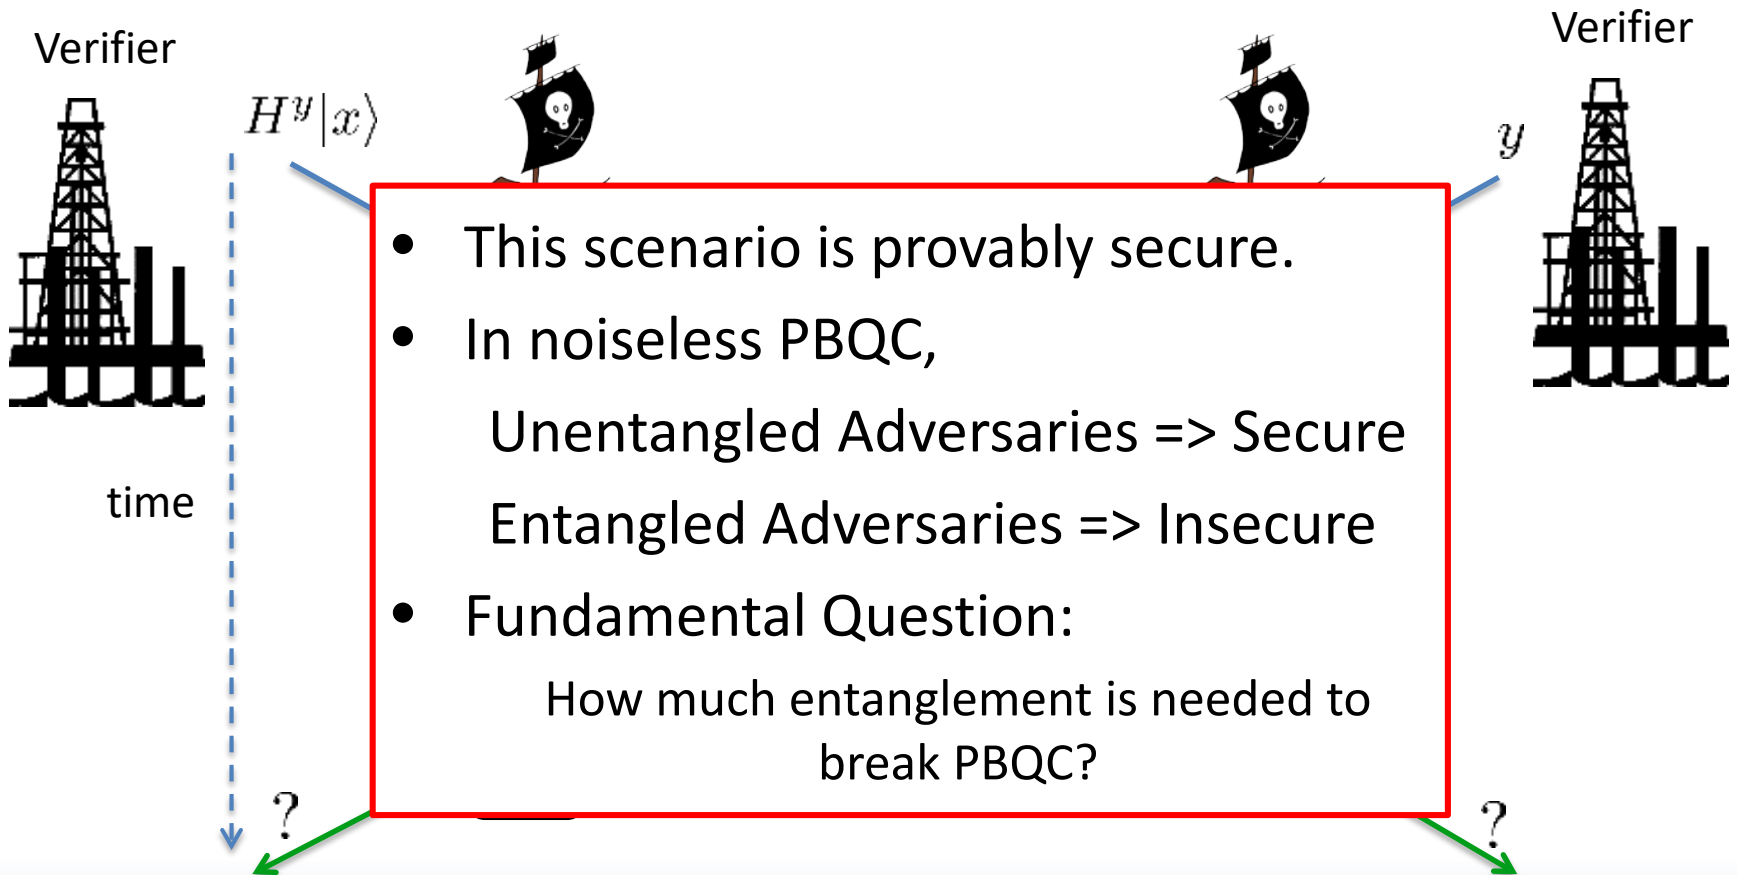 Verifier
Verifier
H^y|x⟩
y
• This scenario is provably secure.
• In noiseless PBQC,
Unentangled Adversaries => Secure
Entangled Adversaries => Insecure
• Fundamental Question:
How much entanglement is needed to
break PBQC?
time
?
?